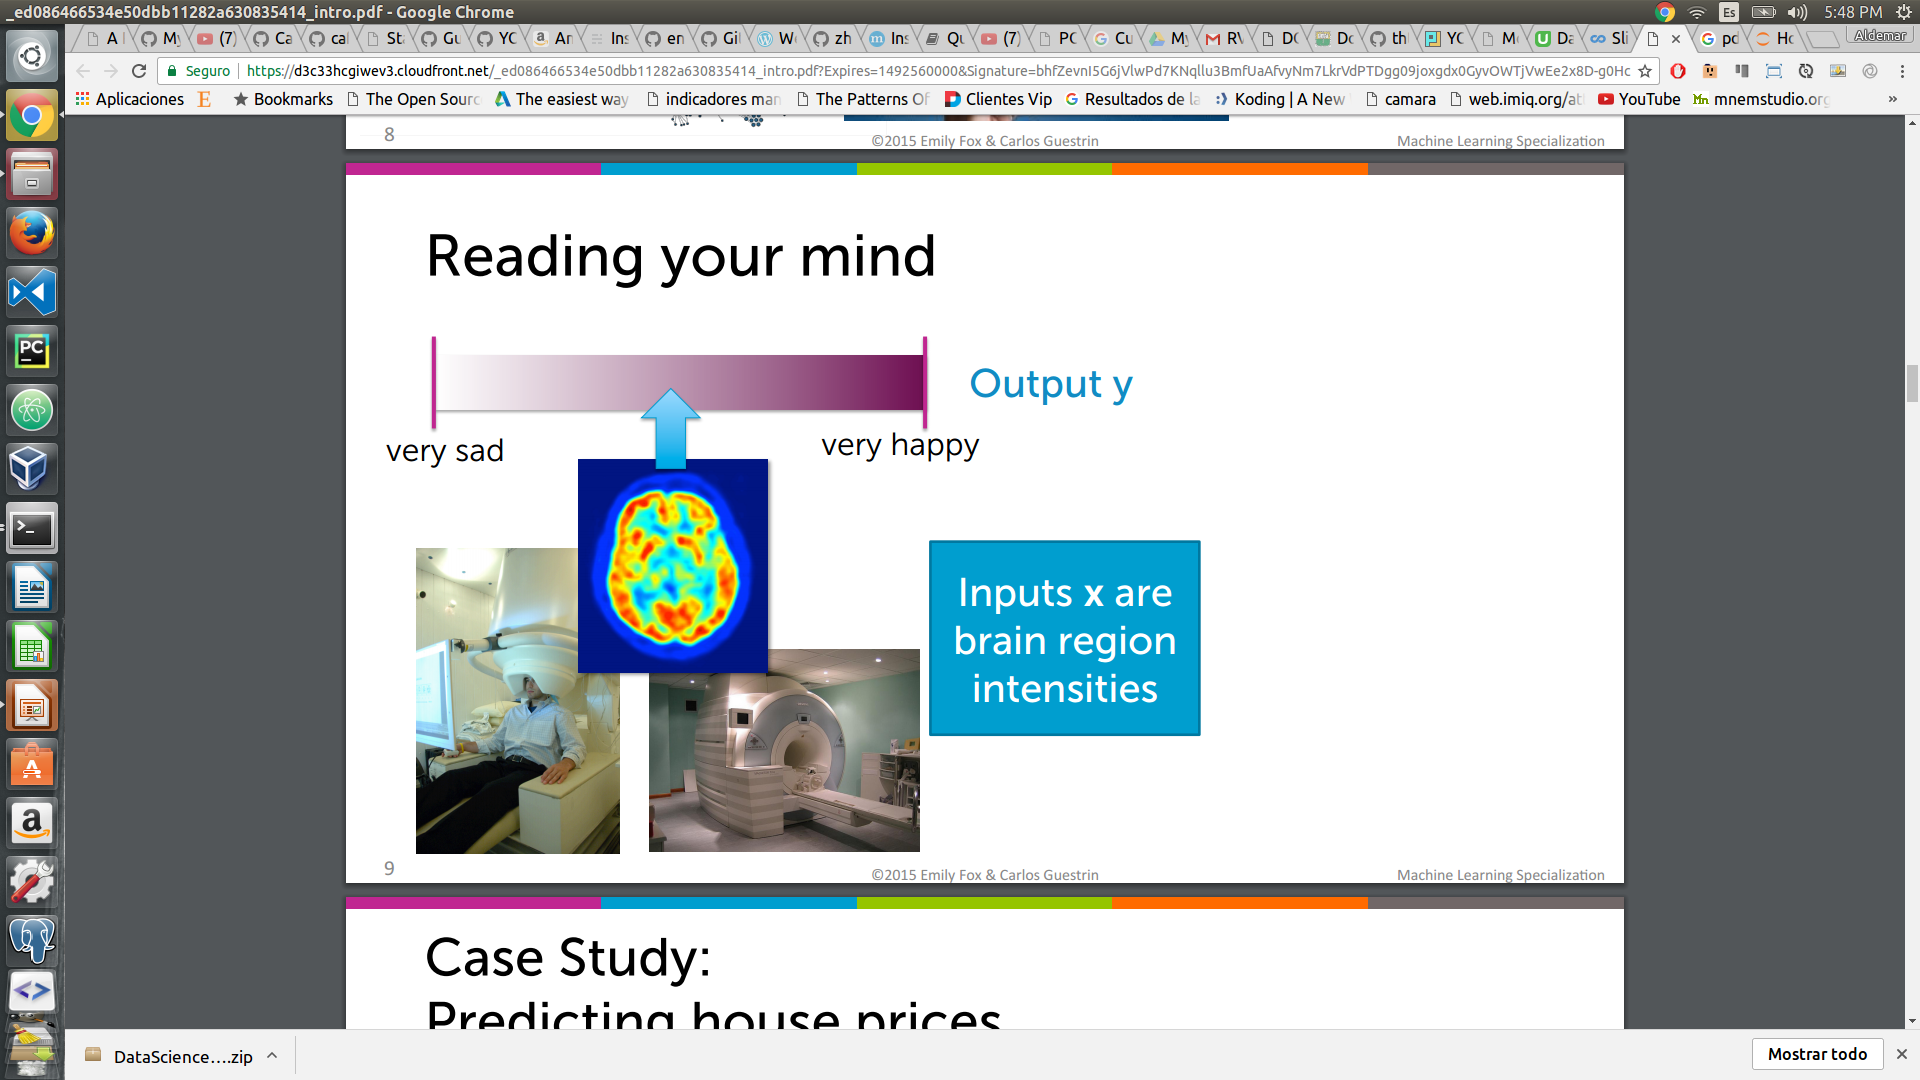 _ed086466534e50dbb11282a630835414_intro.pdf - Google Chrome
Es
5:48 PM
Aldemar
Seguro
https://d3c33hcgiwev3.cloudfront.net/_ed086466534e50dbb11282a630835414_intro.pdf?Expires=1492560000&Signature=
Aplicaciones
Bookmarks
The Open Sourc
The easiest way
indicadores man
The Patterns Of
Clientes Vip
Resultados de la
Koding | A New
camara
web.imiq.org/at
YouTube
mnemstudio.org
»
8
©2015 Emily Fox & Carlos Guestrin
Machine Learning Specialization
Reading your mind
Output y
very sad
very happy
Inputs x are
brain region
intensities
9
©2015 Emily Fox & Carlos Guestrin
Machine Learning Specialization
Case Study:
Predicting house prices
DataScience....zip
Mostrar todo